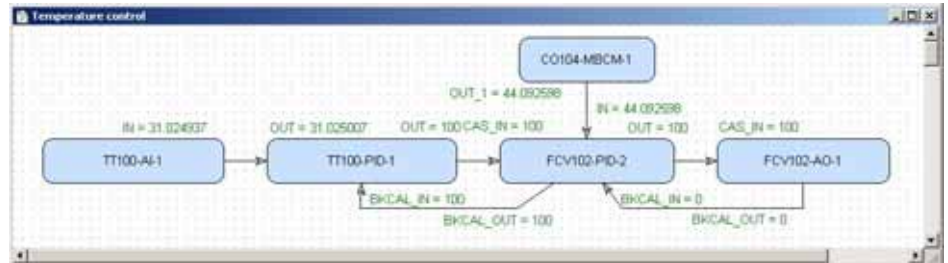 Temperature control
CO104-MBCM-1
OUT_1 = 44.092598
IN = 44.092598
IN = 31.024937
OUT = 31.025007
OUT = 100
CAS_IN = 100
OUT = 100
CAS_IN = 100
TT100-AI-1
TT100-PID-1
FCV102-PID-2
FCV102-AO-1
BKCAL_IN = 100
BKCAL_IN = 0
BKCAL_OUT = 100
BKCAL_OUT = 0